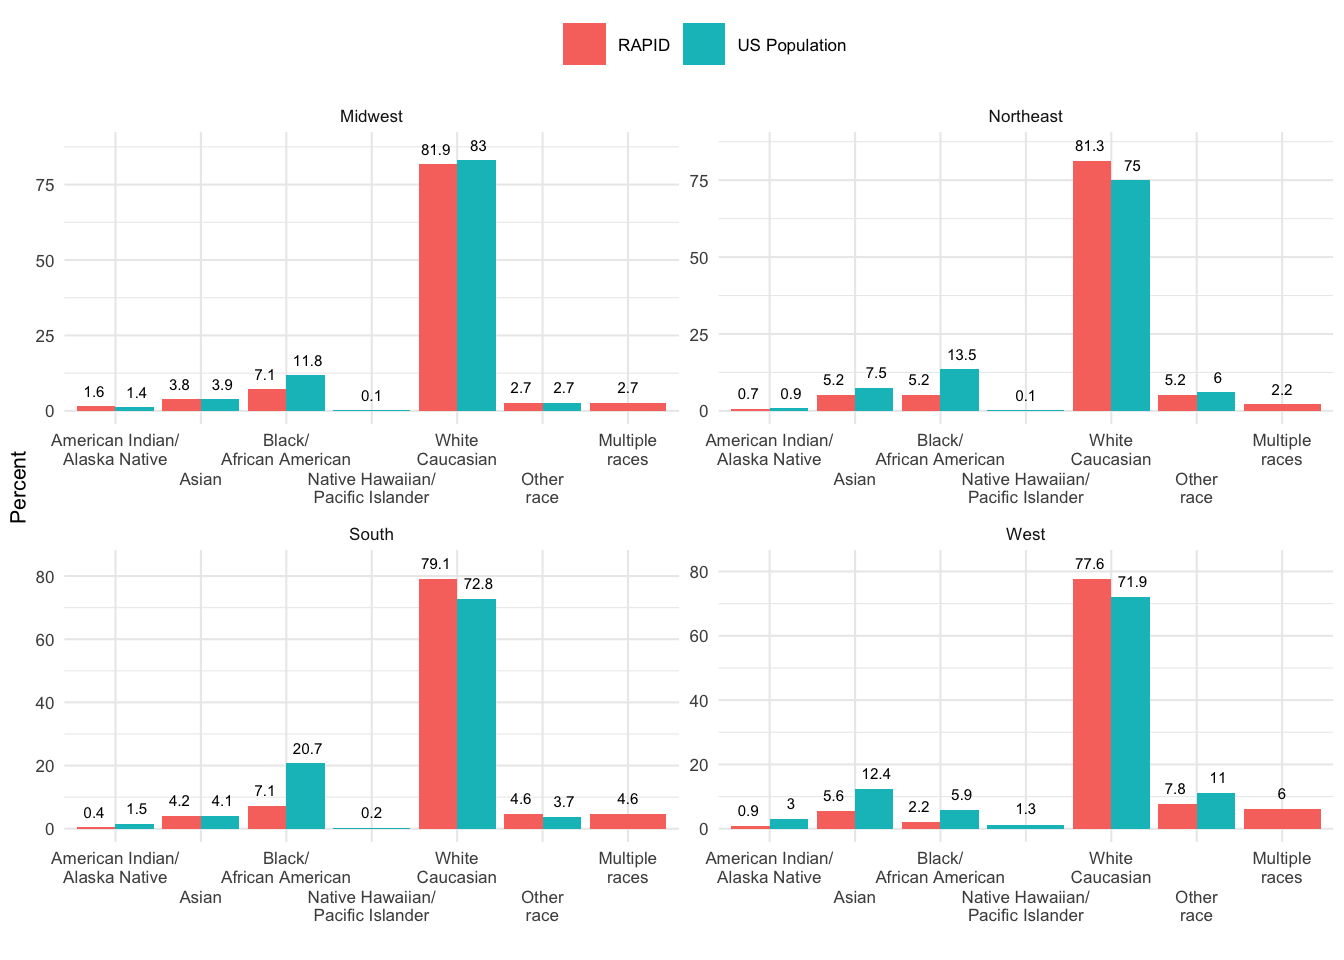 RAPID US Population
Midwest
81.9 83
1.6 1.4 3.8 3.9 7.1 11.8 0.1 2.7 2.7 2.7
75
50
25
0
American Indian/
Alaska Native
Asian
Black/
African American
Native Hawaiian/
Pacific Islander
White
Caucasian
Other
race
Multiple
races
Northeast
81.3 75
0.7 0.9 5.2 7.5 5.2 13.5 0.1 5.2 6 2.2
75
50
25
0
American Indian/
Alaska Native
Asian
Black/
African American
Native Hawaiian/
Pacific Islander
White
Caucasian
Other
race
Multiple
races
Percent
South
79.1 72.8
0.4 1.5 4.2 4.1 7.1 20.7 0.2 4.6 3.7 4.6
80
60
40
20
0
American Indian/
Alaska Native
Asian
Black/
African American
Native Hawaiian/
Pacific Islander
White
Caucasian
Other
race
Multiple
races
West
77.6 71.9
0.9 3 5.6 12.4 2.2 5.9 1.3 7.8 11 6
80
60
40
20
0
American Indian/
Alaska Native
Asian
Black/
African American
Native Hawaiian/
Pacific Islander
White
Caucasian
Other
race
Multiple
races